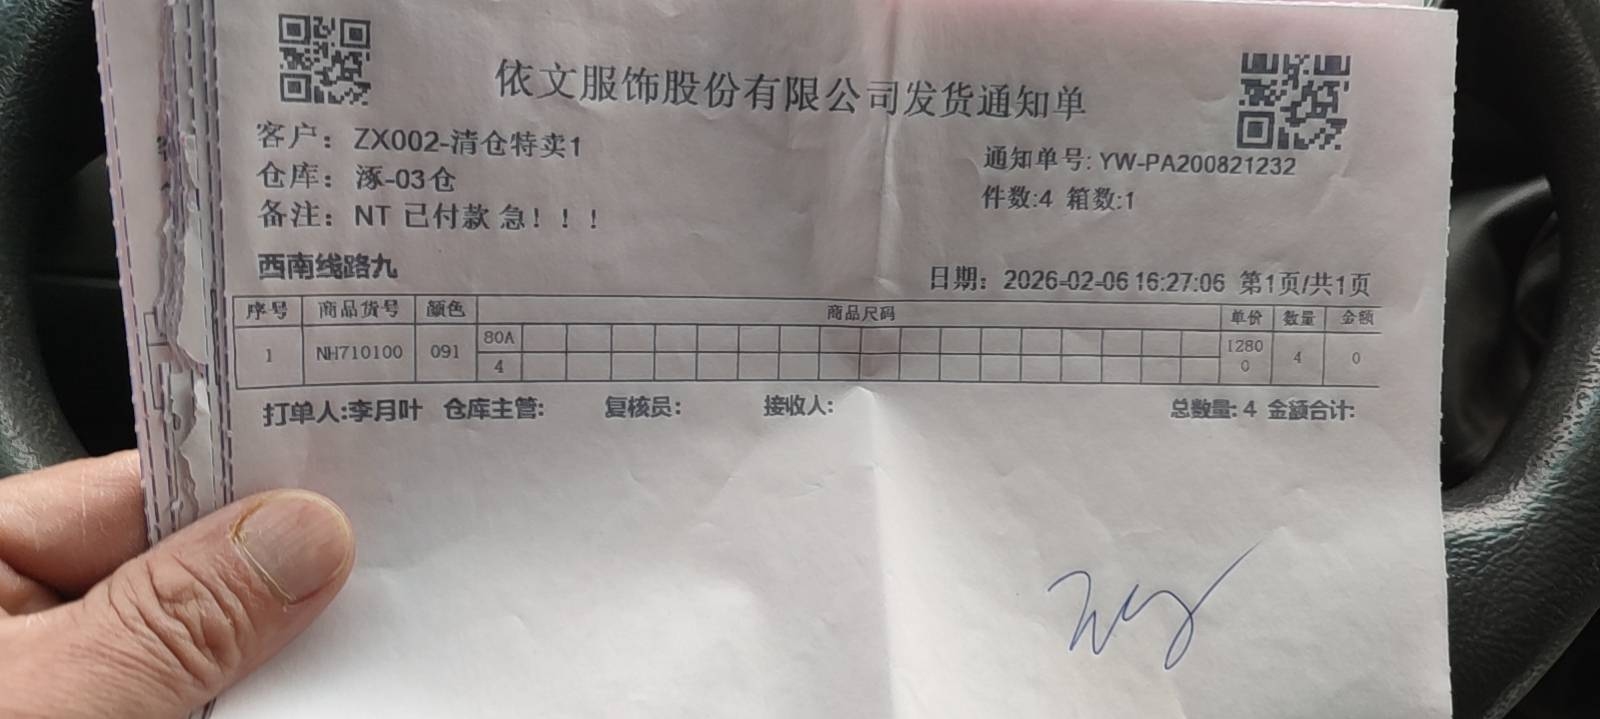 依文服饰股份有限公司发货通知单
客户：ZX002-清仓特卖1
通知单号: YW-PA200821232
仓库：涿-03仓
件数:4 箱数:1
备注：NT 已付款 急！！！
西南线路九
日期：2026-02-06 16:27:06 第1页/共1页
序号 商品货号 颜色 商品尺码 单价 数量 金额
1 NH710100 091 80A 4 12800 4 0
打单人:李月叶 仓库主管: 复核员: 接收人: 总数量: 4 金额合计: